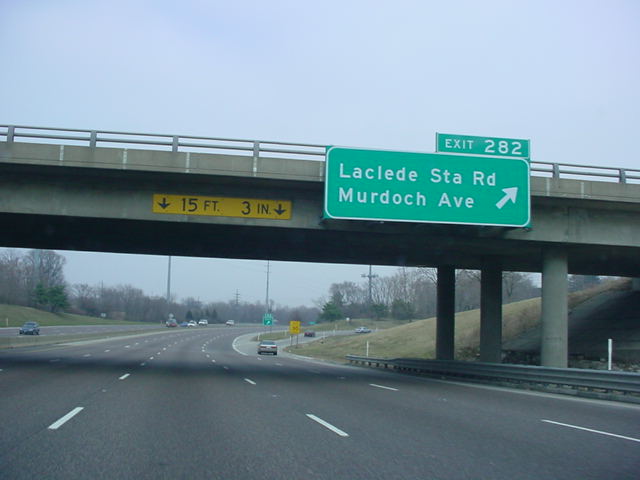 EXIT 282
Laclede Sta Rd
Murdoch Ave
15 FT. 3 IN.